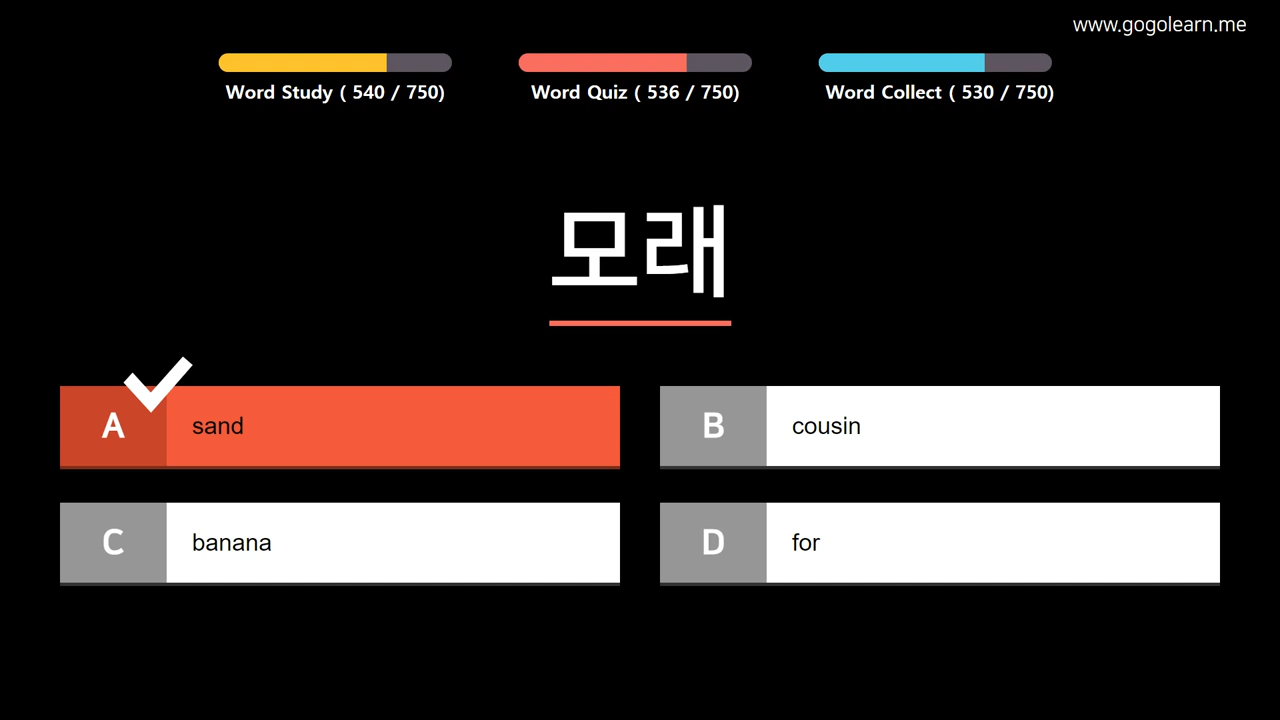 www.gogolearn.me
Word Study ( 540 / 750)
Word Quiz ( 536 / 750)
Word Collect ( 530 / 750)
모래
A
sand
B
cousin
C
banana
D
for